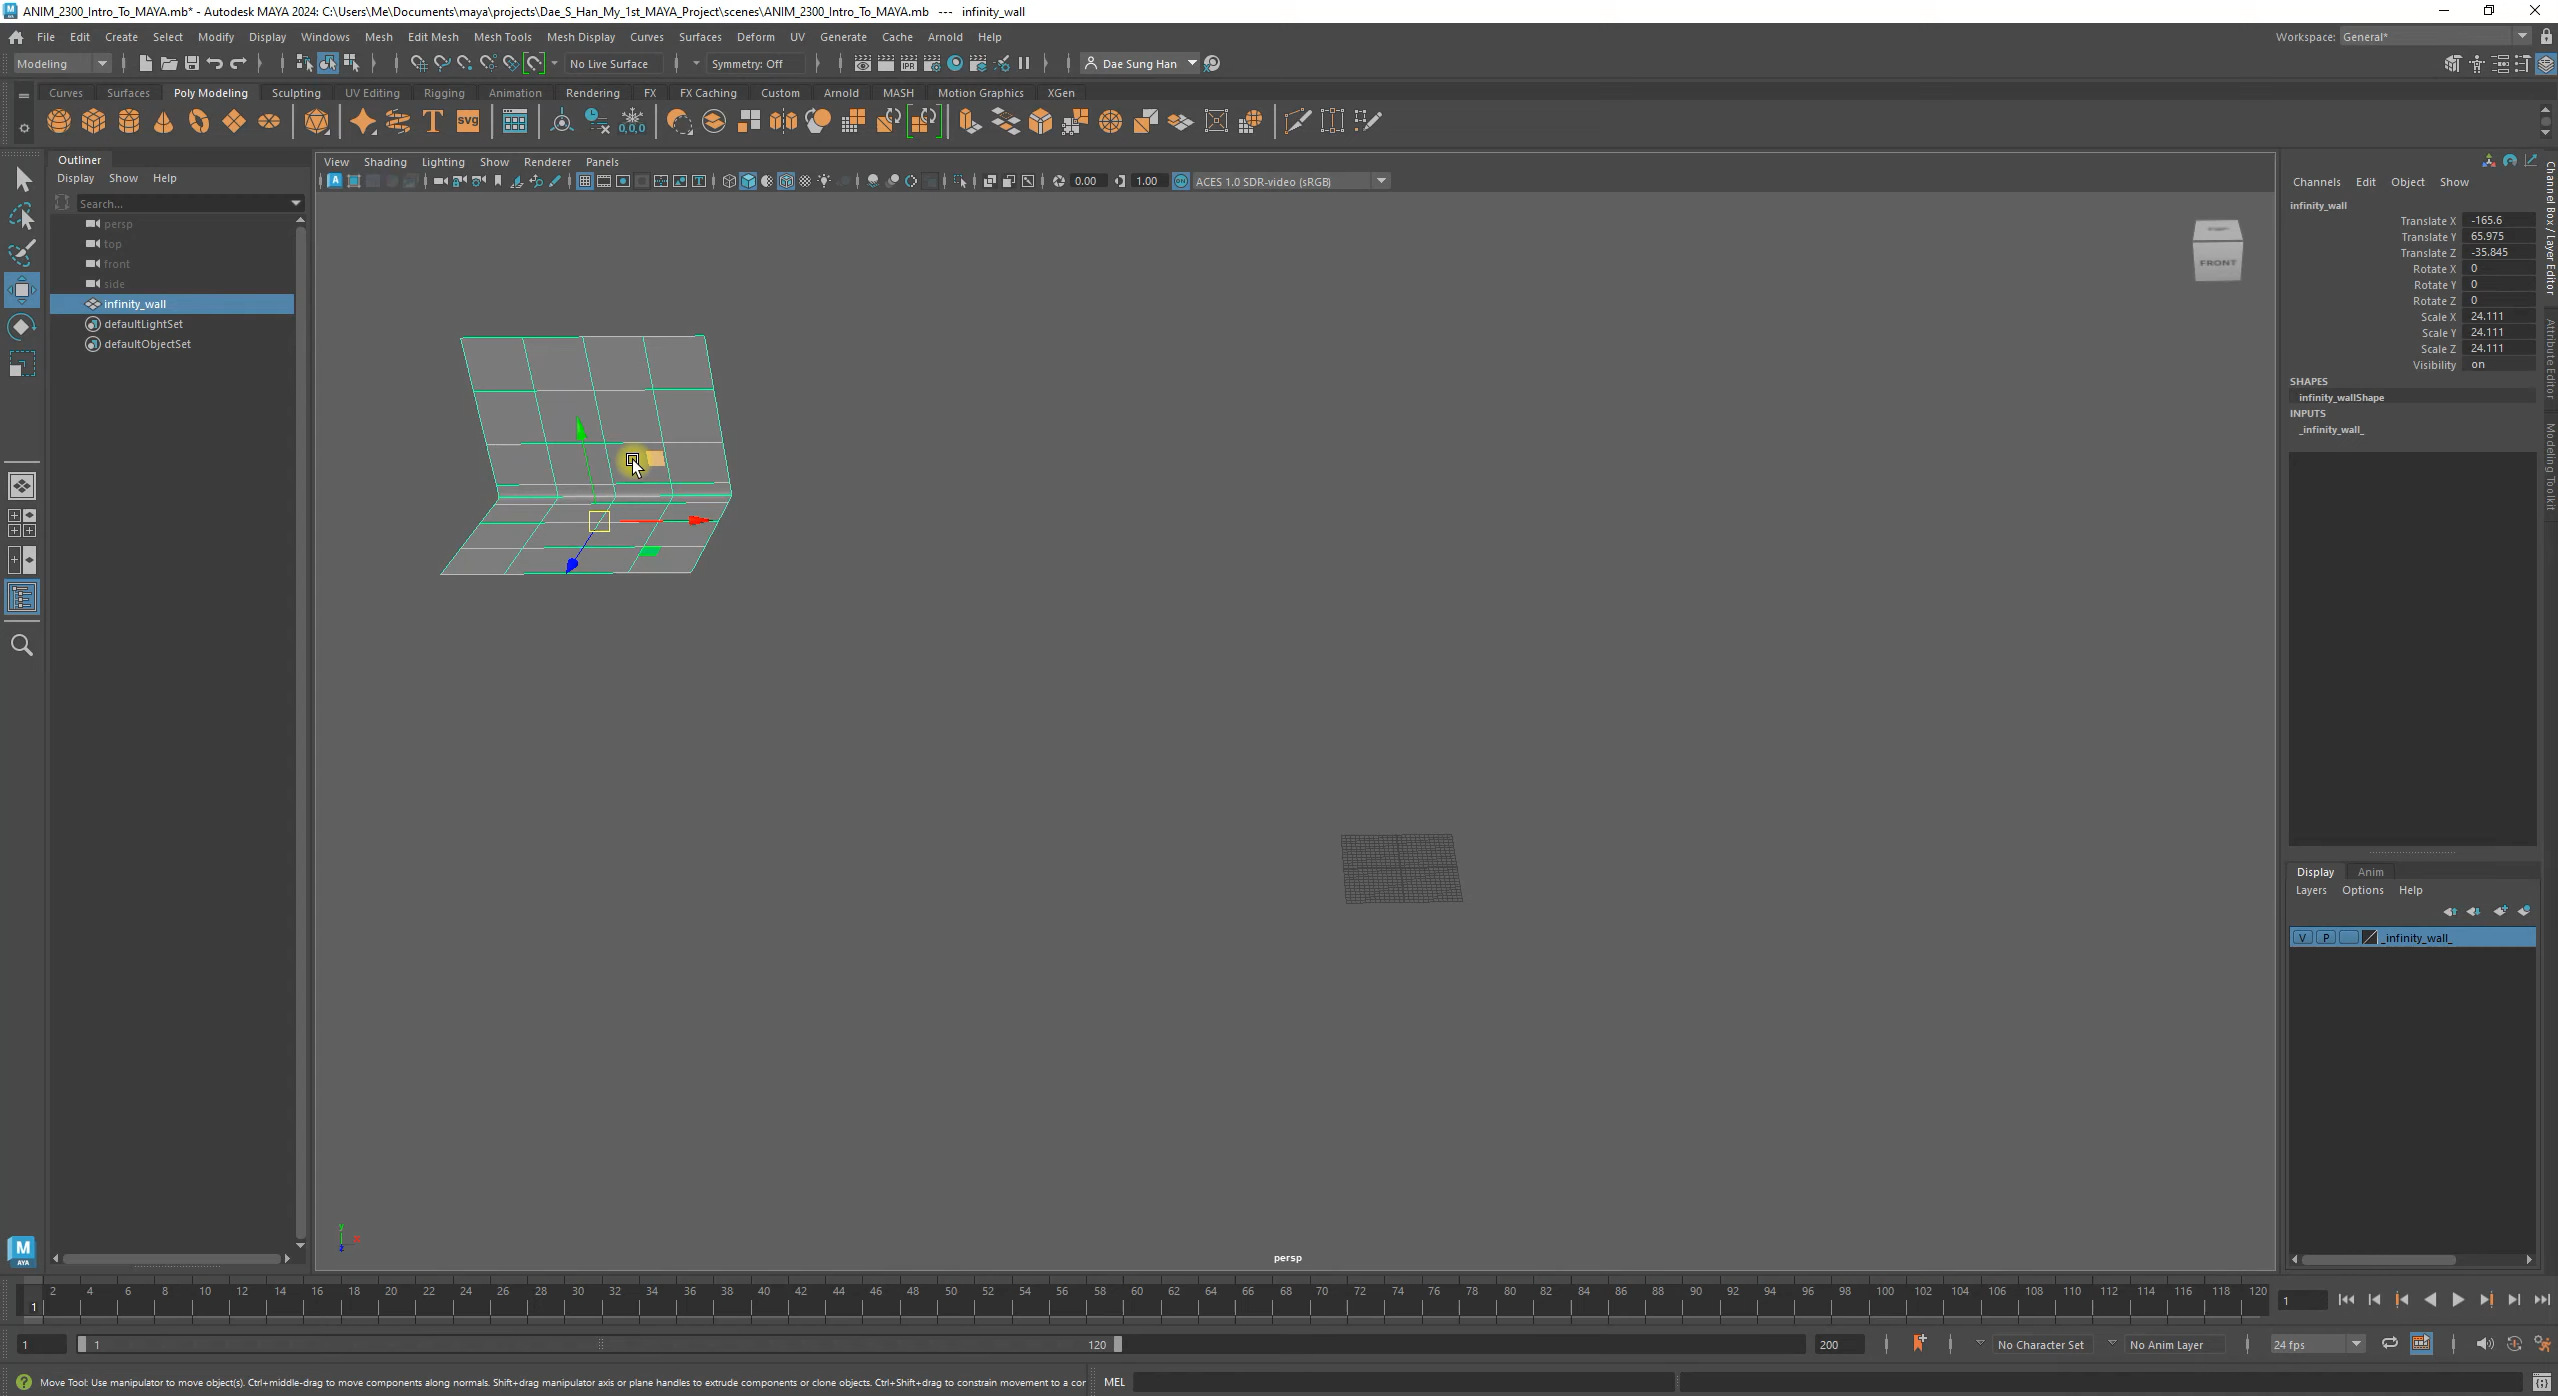 ANIM_2300_Intro_To_MAYA.mb* - Autodesk MAYA 2024: C:\Users\Me\Documents\maya\projects\Dae_S_Han_My_1st_MAYA_Project\scenes\ANIM_2300_Intro_To_MAYA.mb --- infinity_wall
File Edit Create Select Modify Display Windows Mesh Edit Mesh Mesh Tools Mesh Display Curves Surfaces Deform UV Generate Cache Arnold Help
Workspace: General*
Modeling
No Live Surface
Symmetry: Off
IPR
Dae Sung Han
Curves Surfaces Poly Modeling Sculpting UV Editing Rigging Animation Rendering FX FX Caching Custom Arnold MASH Motion Graphics XGen
T
SVG
0,0,0
Outliner
Display Show Help
Search...
persp
top
front
side
infinity_wall
defaultLightSet
defaultObjectSet
View Shading Lighting Show Renderer Panels
0.00
1.00
ON
ACES 1.0 SDR-video (sRGB)
FRONT
y
x
z
persp
Channels Edit Object Show
infinity_wall
Translate X -165.6
Translate Y 65.975
Translate Z -35.845
Rotate X 0
Rotate Y 0
Rotate Z 0
Scale X 24.111
Scale Y 24.111
Scale Z 24.111
Visibility on
SHAPES
infinity_wallShape
INPUTS
_infinity_wall_
Channel Box / Layer Editor
Attribute Editor
Modeling Toolkit
Display Anim
Layers Options Help
V P _infinity_wall_
M
AYA
2 4 6 8 10 12 14 16 18 20 22 24 26 28 30 32 34 36 38 40 42 44 46 48 50 52 54 56 58 60 62 64 66 68 70 72 74 76 78 80 82 84 86 88 90 92 94 96 98 100 102 104 106 108 110 112 114 116 118 120
1
1
1
1
120
200
No Character Set
No Anim Layer
24 fps
Move Tool: Use manipulator to move object(s). Ctrl+middle-drag to move components along normals. Shift+drag manipulator axis or plane handles to extrude components or clone objects. Ctrl+Shift+drag to constrain movement to a cor
MEL